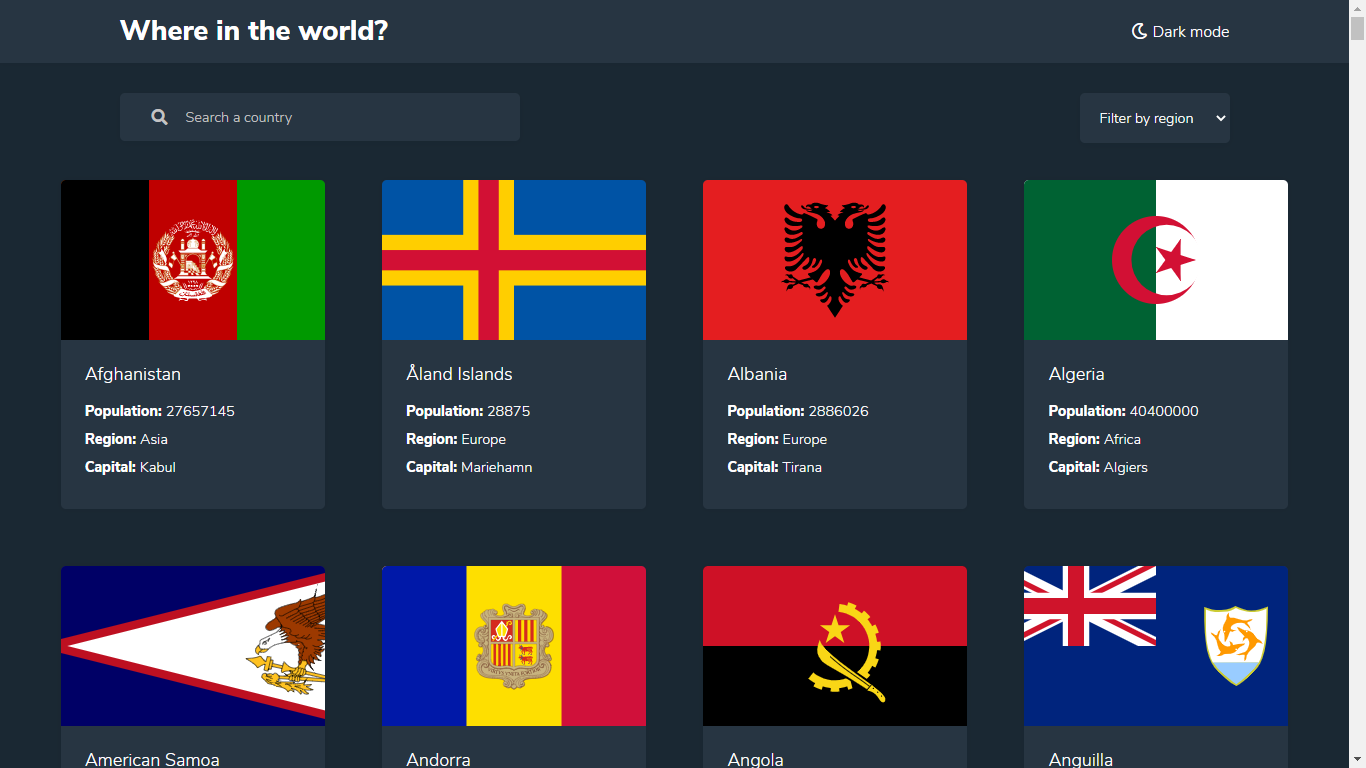 Where in the world?
Dark mode
Search a country
Filter by region
Afghanistan
Population: 27657145
Region: Asia
Capital: Kabul
Åland Islands
Population: 28875
Region: Europe
Capital: Mariehamn
Albania
Population: 2886026
Region: Europe
Capital: Tirana
Algeria
Population: 40400000
Region: Africa
Capital: Algiers
American Samoa
Andorra
Angola
Anguilla